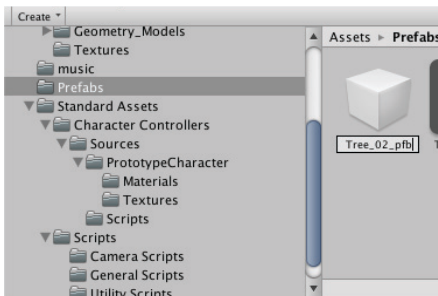 Create
Geometry_Models
Textures
music
Prefabs
Standard Assets
Character Controllers
Sources
PrototypeCharacter
Materials
Textures
Scripts
Scripts
Camera Scripts
General Scripts
Utility Scripts
Assets Prefabs
Tree_02_pfb